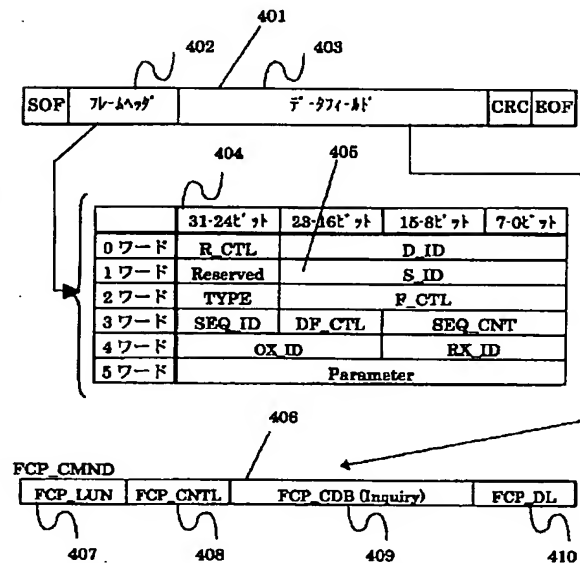 401
402
403
SOF フレームヘッダ データフィールド CRC EOF
404
405
31-24ビット 23-16ビット 15-8ビット 7-0ビット
0ワード R_CTL D_ID
1ワード Reserved S_ID
2ワード TYPE F_CTL
3ワード SEQ_ID DF_CTL SEQ_CNT
4ワード OX_ID RX_ID
5ワード Parameter
406
FCP_CMND
FCP_LUN FCP_CNTL FCP_CDB (Inquiry) FCP_DL
407 408 409 410